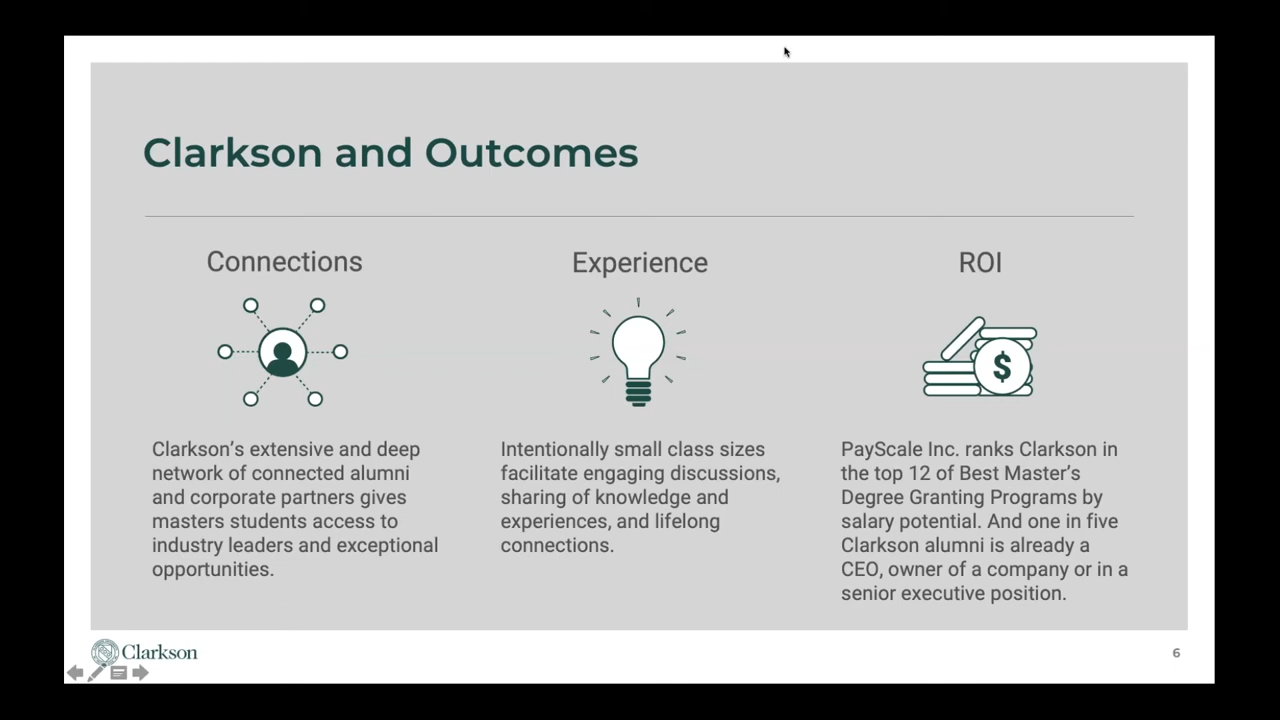 Clarkson and Outcomes
Connections
Clarkson's extensive and deep
network of connected alumni
and corporate partners gives
masters students access to
industry leaders and exceptional
opportunities.
Experience
Intentionally small class sizes
facilitate engaging discussions,
sharing of knowledge and
experiences, and lifelong
connections.
ROI
$
PayScale Inc. ranks Clarkson in
the top 12 of Best Master's
Degree Granting Programs by
salary potential. And one in five
Clarkson alumni is already a
CEO, owner of a company or in a
senior executive position.
Clarkson
6